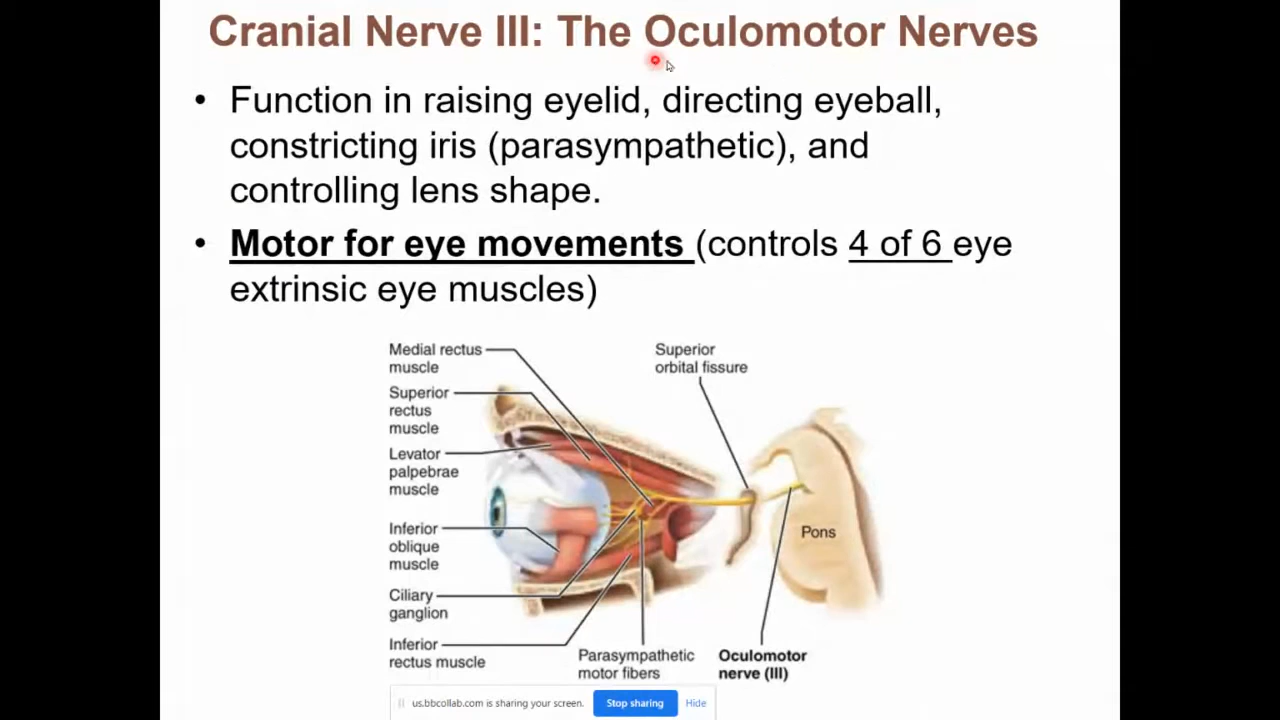 Cranial Nerve III: The Oculomotor Nerves
• Function in raising eyelid, directing eyeball,
constricting iris (parasympathetic), and
controlling lens shape.
• Motor for eye movements (controls 4 of 6 eye
extrinsic eye muscles)
Medial rectus
muscle
Superior
rectus
muscle
Levator
palpebrae
muscle
Inferior
oblique
muscle
Ciliary
ganglion
Inferior
rectus muscle
Superior
orbital fissure
Pons
Parasympathetic
motor fibers
Oculomotor
nerve (III)
us.bbcollab.com is sharing your screen.
Stop sharing
Hide